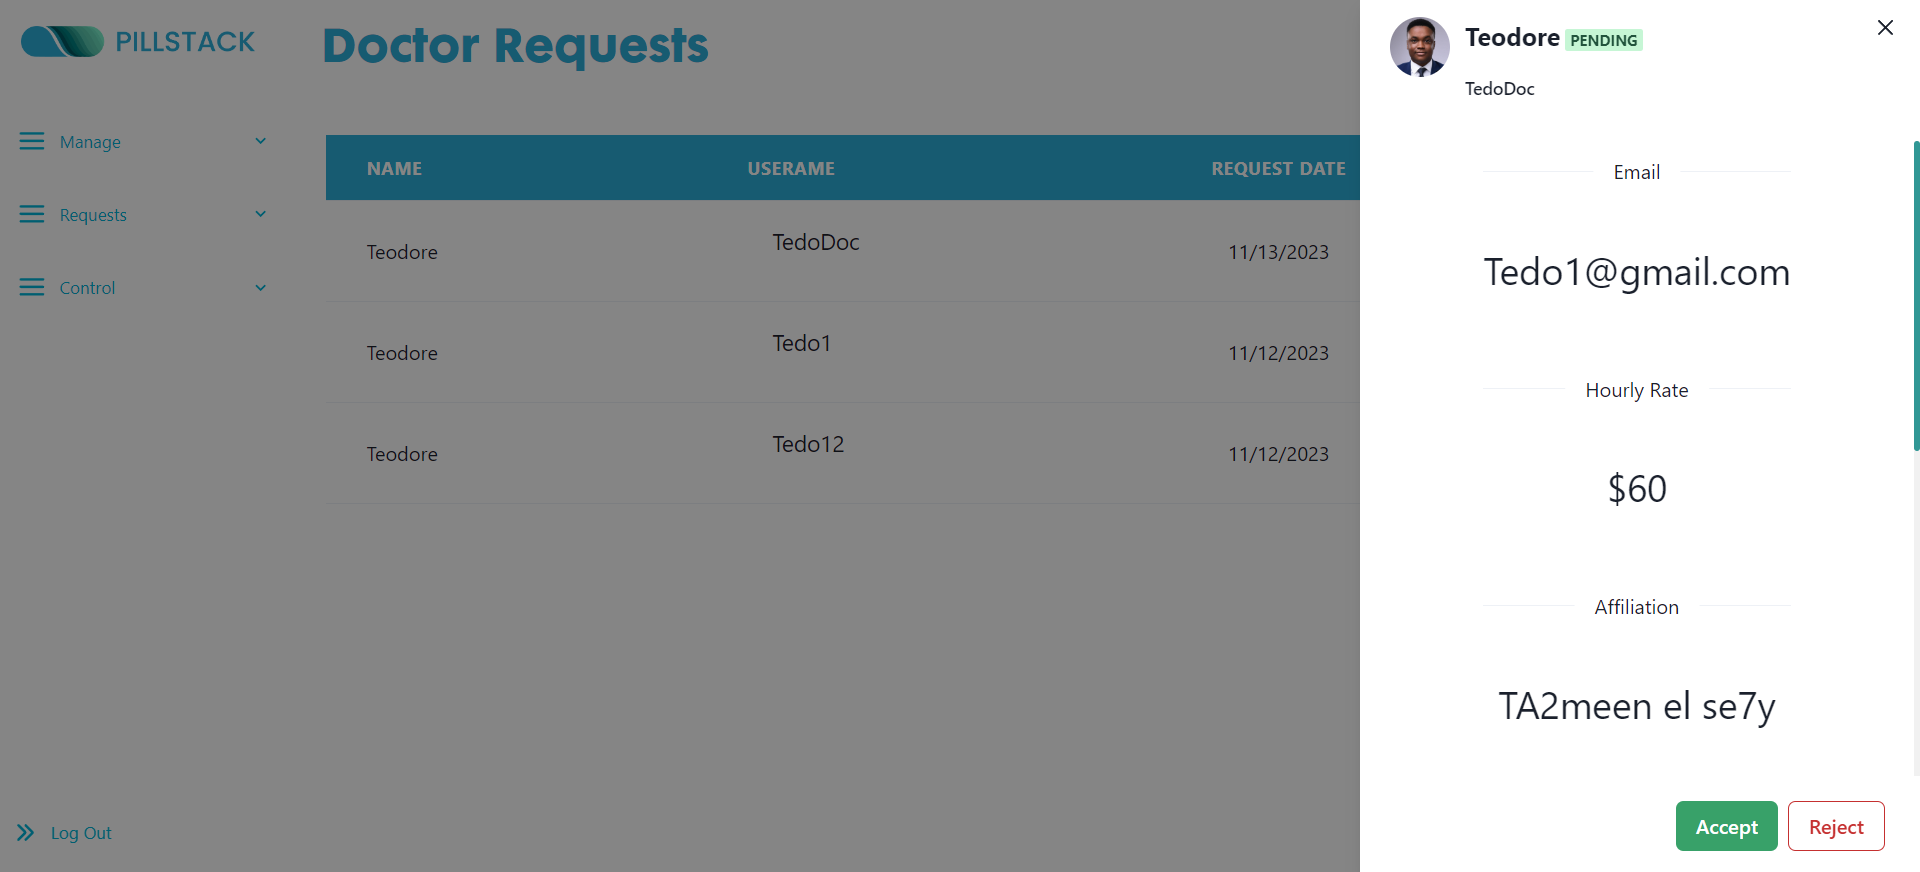 PILLSTACK
Doctor Requests
Manage
Requests
Control
Log Out
NAME USERAME REQUEST DATE
Teodore TedoDoc 11/13/2023
Teodore Tedo1 11/12/2023
Teodore Tedo12 11/12/2023
Teodore PENDING
TedoDoc
Email
Tedo1@gmail.com
Hourly Rate
$60
Affiliation
TA2meen el se7y
Accept Reject